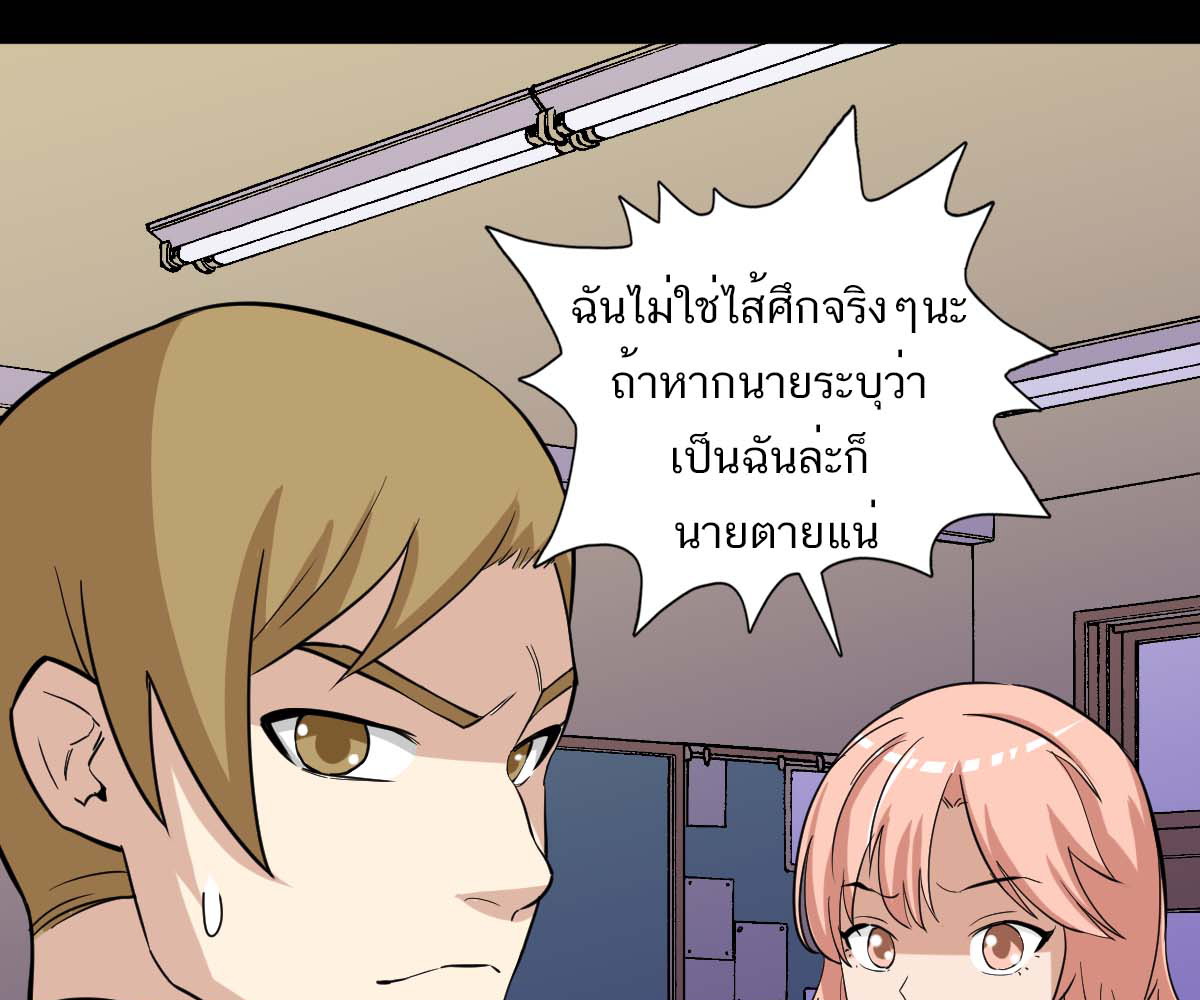 ฉันไม่ใช่ไส้ศึกจริงๆนะ
ถ้าหากนายระบุว่า
เป็นฉันล่ะก็
นายตายแน่